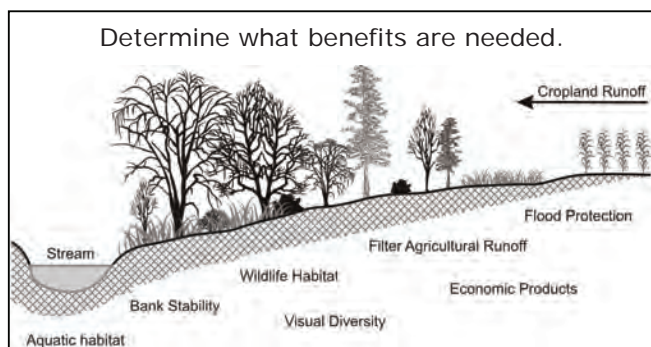 Determine what benefits are needed.
Cropland Runoff
Flood Protection
Stream
Filter Agricultural Runoff
Wildlife Habitat
Economic Products
Bank Stability
Visual Diversity
Aquatic habitat